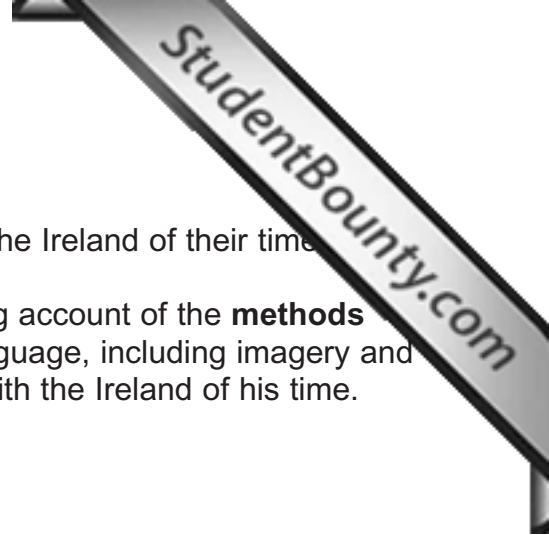 StudentBounty.com
he Ireland of their time
g account of the methods
guage, including imagery and
ith the Ireland of his time.